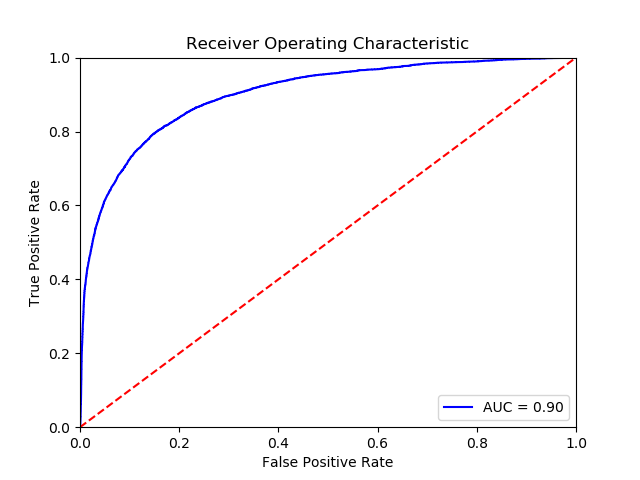 Receiver Operating Characteristic
1.0
0.8
0.6
0.4
0.2
0.0
True Positive Rate
AUC = 0.90
0.0 0.2 0.4 0.6 0.8 1.0
False Positive Rate